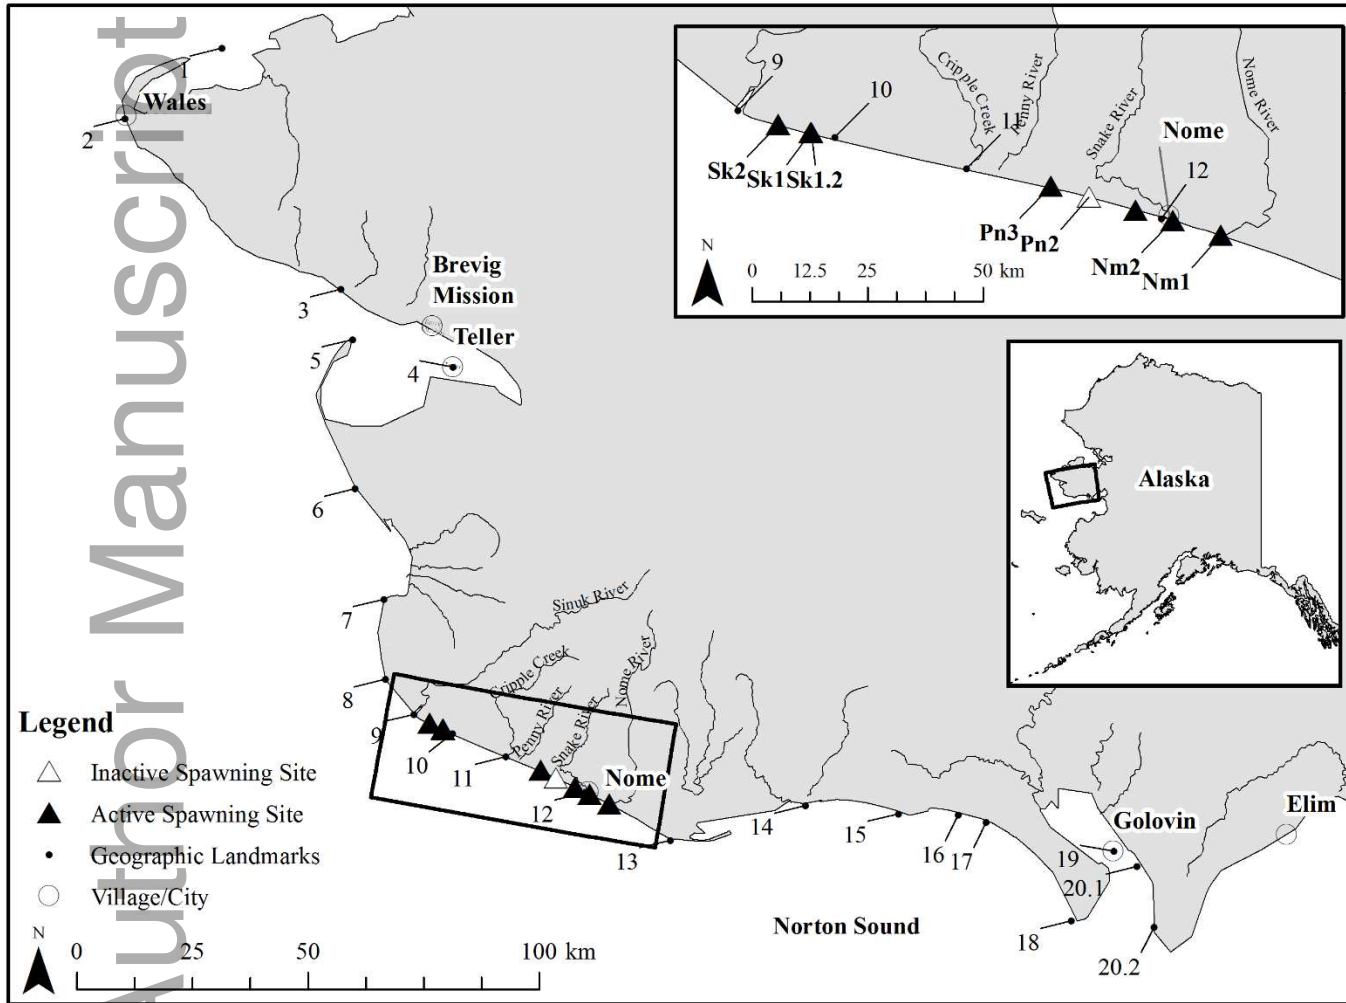 Author Manuscript
1
Wales
2
3
Brevig
Mission
Teller
5
4
6
7
8
9
10
11
12
13
14
15
16
17
18
19
20.1
20.2
Sinuk River
Cripple Creek
Penny River
Snake River
Nome River
Nome
Golovin
Elim
Norton Sound
9
10
11
12
Cripple Creek
Penny River
Snake River
Nome River
Nome
Sk2
Sk1
Sk1.2
Pn3
Pn2
Nm2
Nm1
N
0 12.5 25 50 km
Alaska
Legend
Inactive Spawning Site
Active Spawning Site
Geographic Landmarks
Village/City
N
0 25 50 100 km